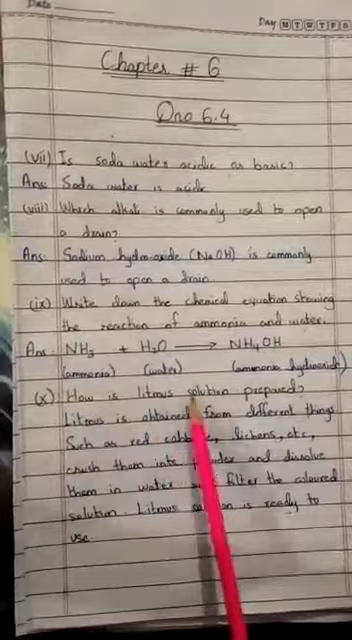 Date
Day M T W T F S
Chapter # 6
Qno 6.4
(vii) Is soda water acidic or basic?
Ans: Soda water is acidic
(viii) Which alkali is commonly used to open
a drain?
Ans: Sodium hydroxide (NaOH) is commonly
used to open a drain.
(ix) Write down the chemical equation showing
the reaction of ammonia and water.
Ans: NH3 + H2O → NH4OH
(ammonia) (water) (ammonia hydroxide)
(x) How is litmus solution prepared?
Litmus is obtained from different things
Such as red cabbage, lichens, etc,
crush them into powder and dissolve
them in water filter the coloured
solution. Litmus is ready to
use.